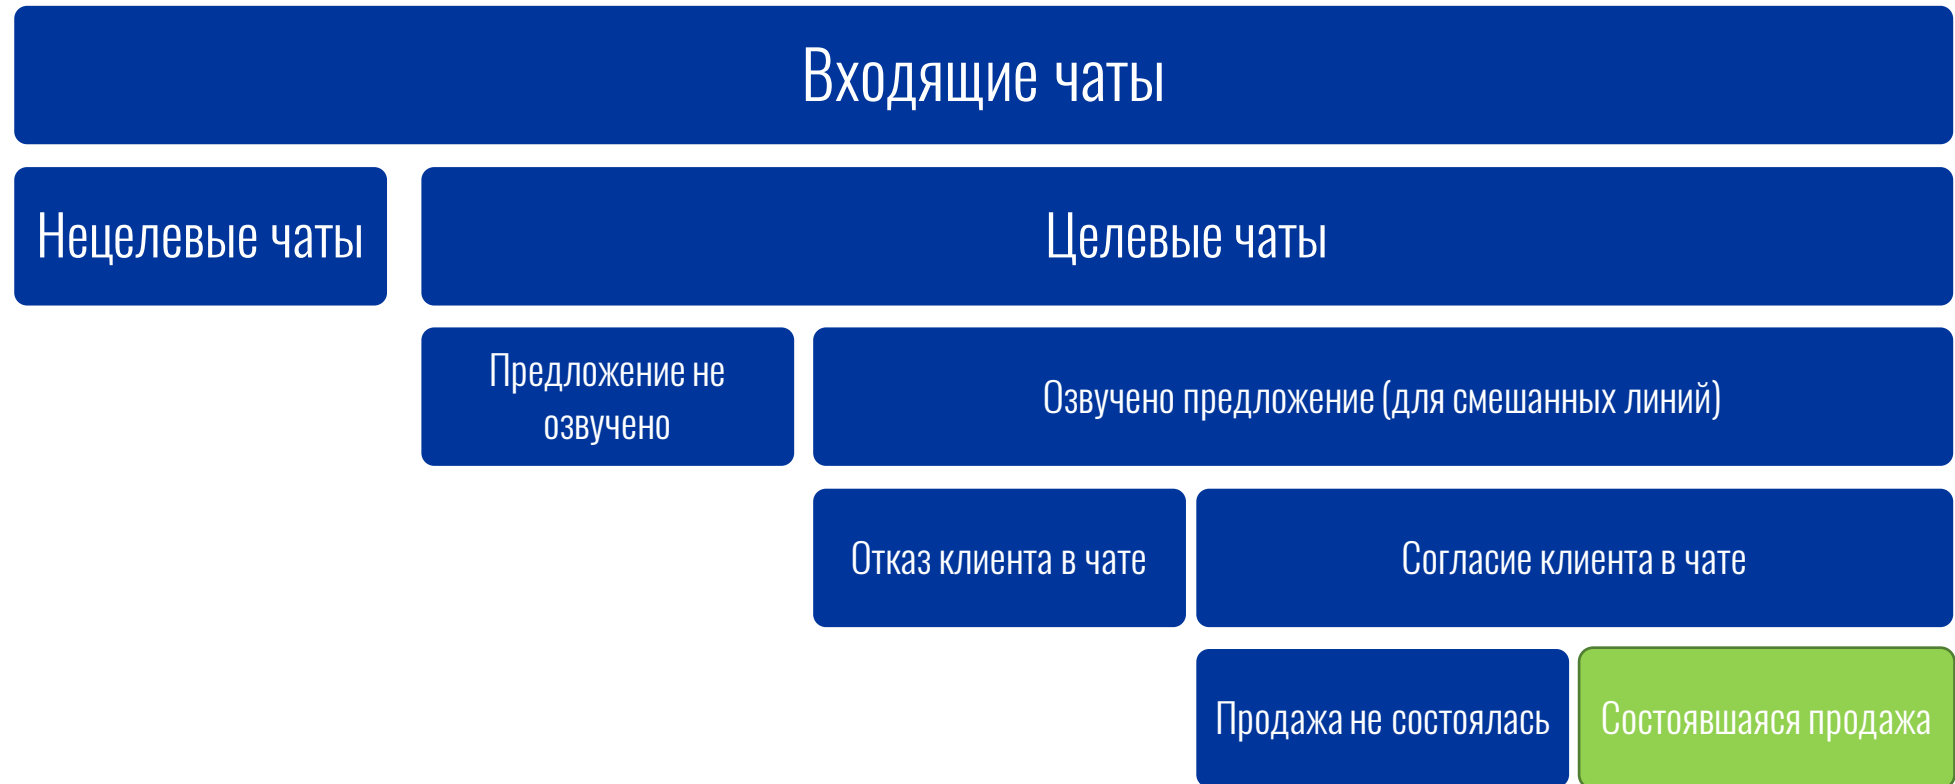 Входящие чаты
Нецелевые чаты
Целевые чаты
Предложение не
озвучено
Озвучено предложение (для смешанных линий)
Отказ клиента в чате
Согласие клиента в чате
Продажа не состоялась
Состоявшаяся продажа